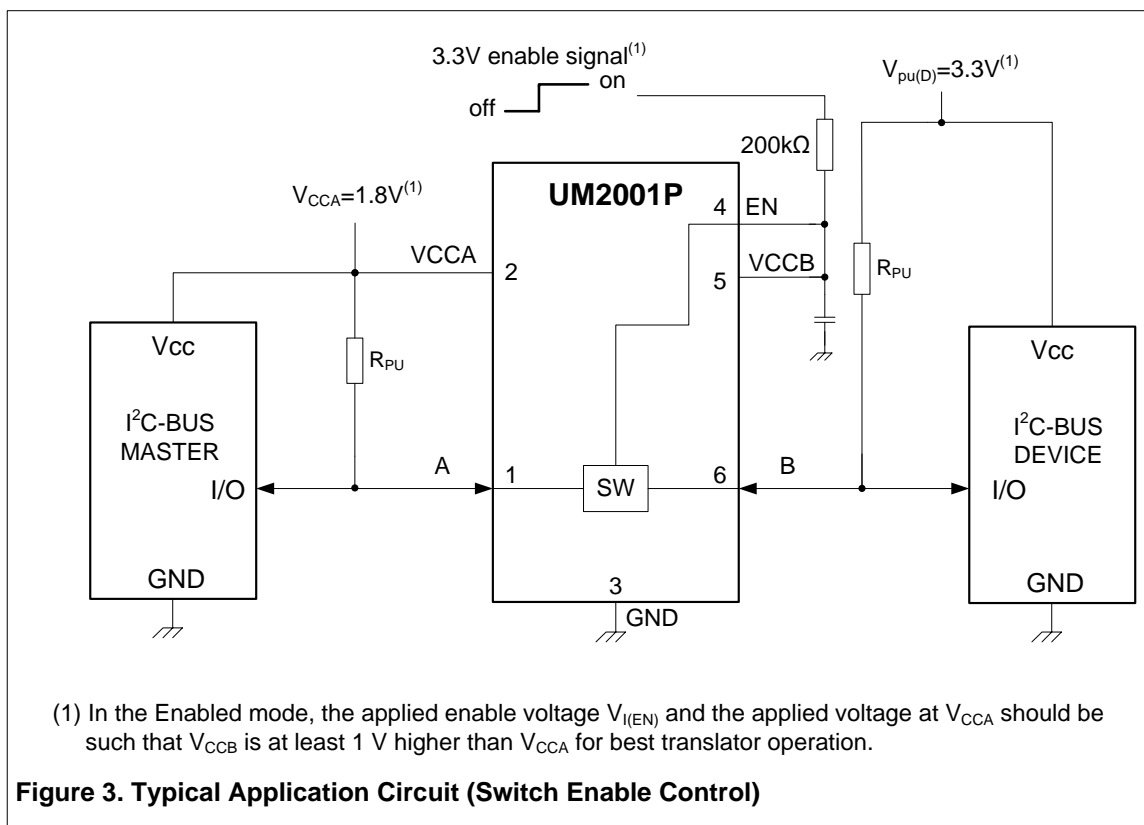 3.3V enable signal(1)
off
on
Vpu(D)=3.3V(1)
200kΩ
UM2001P
VCCA=1.8V(1)
4
EN
VCCA
2
VCCB
5
RPU
RPU
Vcc
I2C-BUS
MASTER
I/O
GND
A
1
SW
6
B
3
GND
Vcc
I2C-BUS
DEVICE
I/O
GND
(1) In the Enabled mode, the applied enable voltage VI(EN) and the applied voltage at VCCA should be
such that VCCB is at least 1 V higher than VCCA for best translator operation.
Figure 3. Typical Application Circuit (Switch Enable Control)